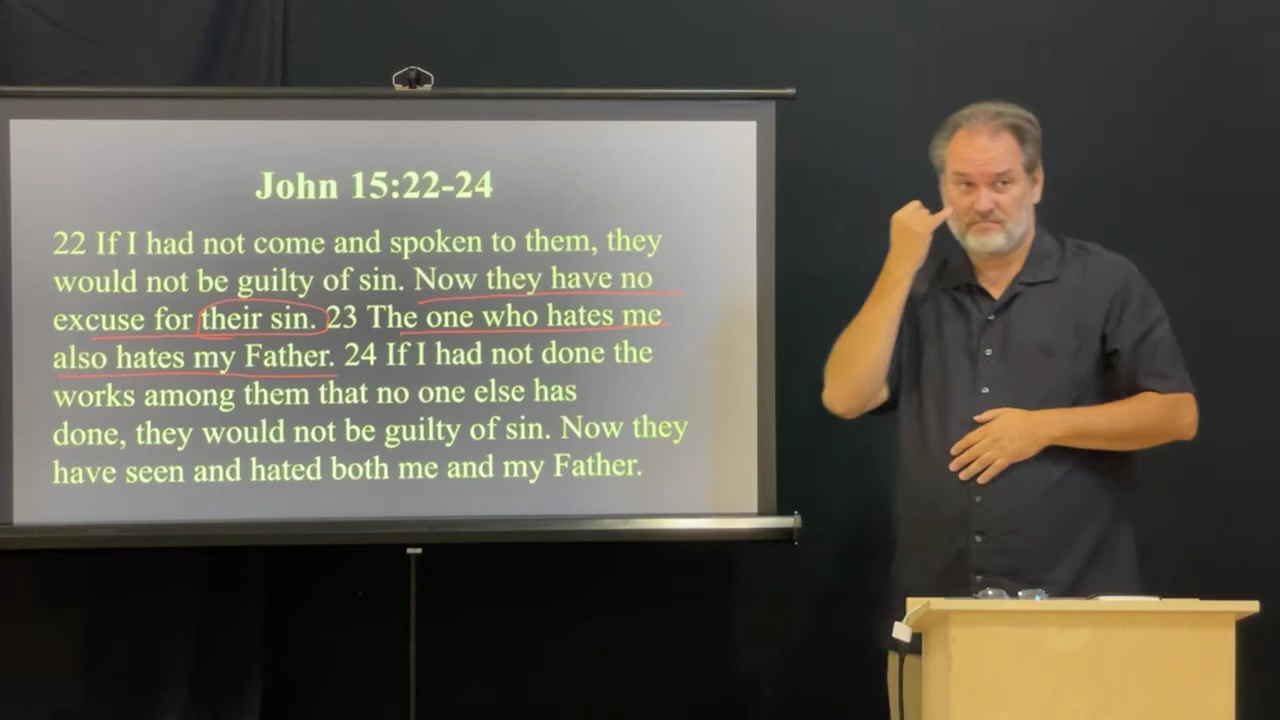 John 15:22-24
22 If I had not come and spoken to them, they
would not be guilty of sin. Now they have no
excuse for their sin. 23 The one who hates me
also hates my Father. 24 If I had not done the
works among them that no one else has
done, they would not be guilty of sin. Now they
have seen and hated both me and my Father.